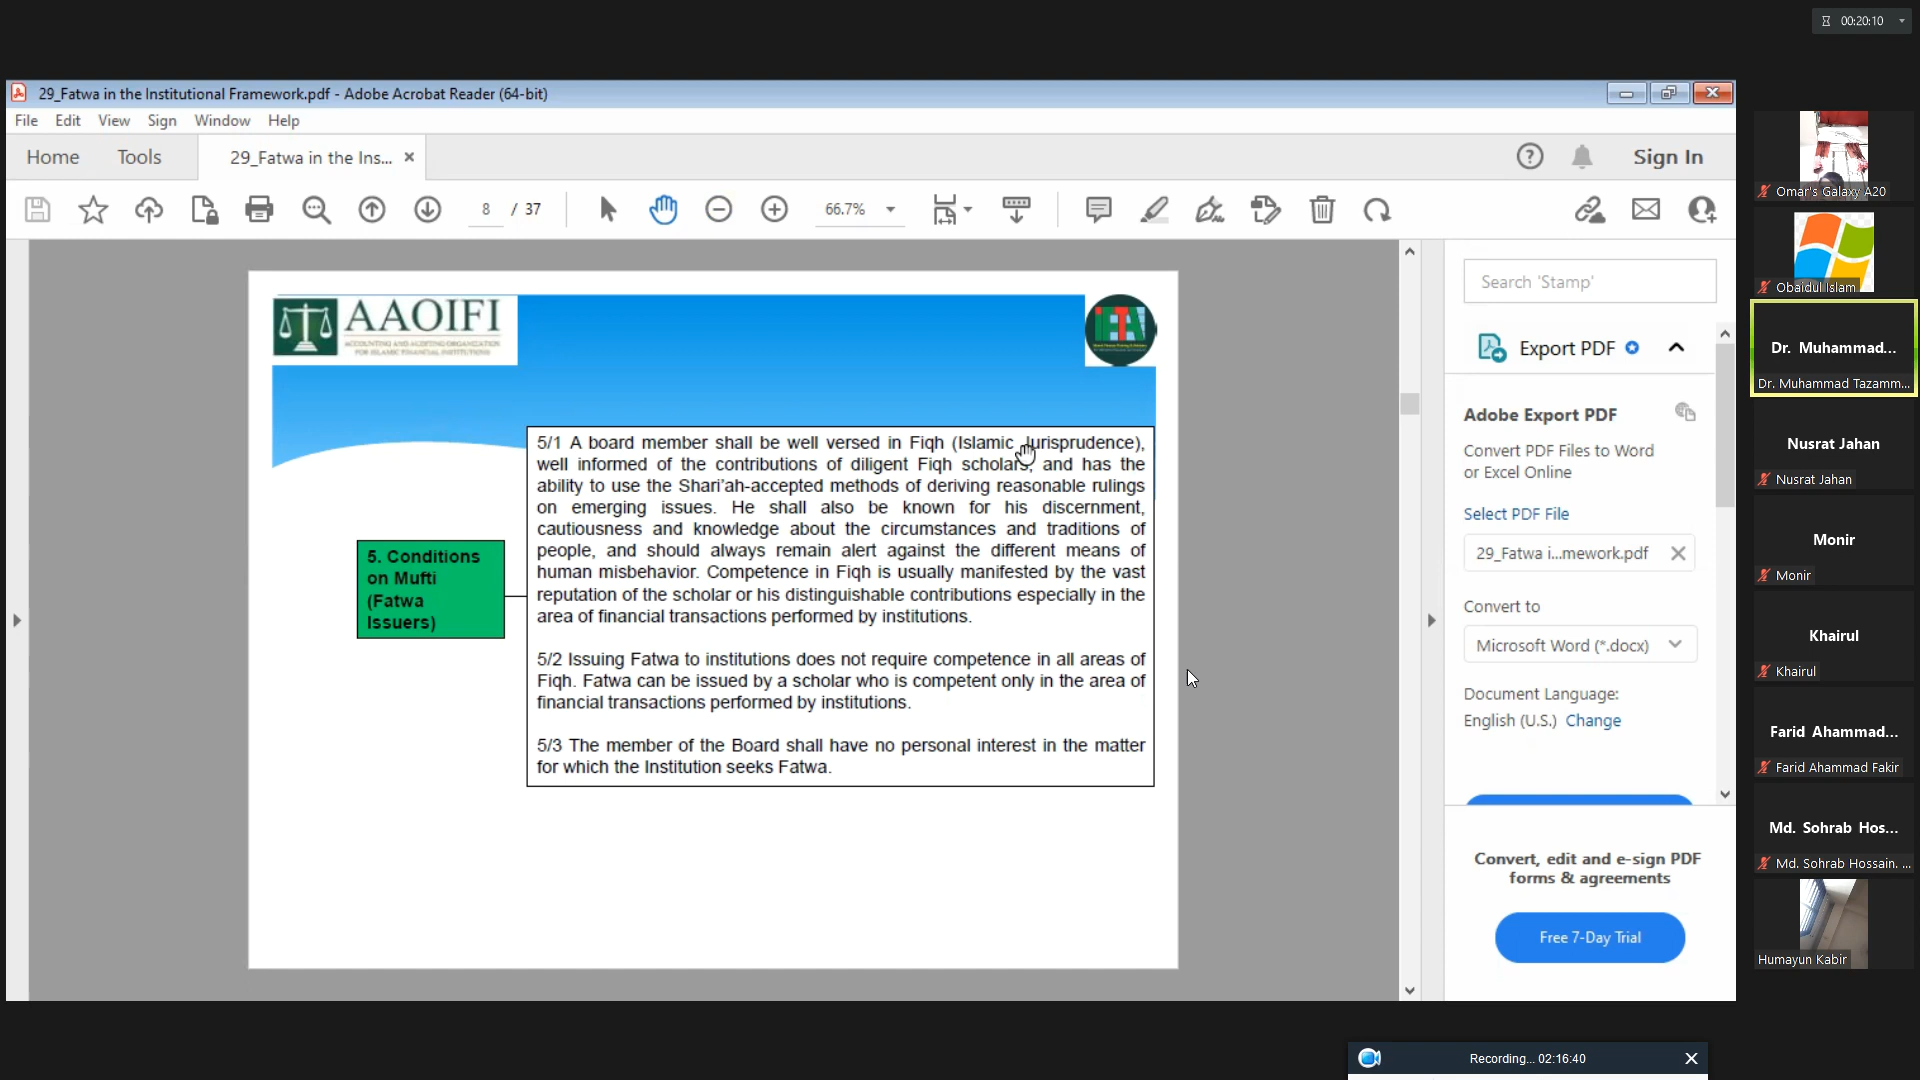 00:20:10
29_Fatwa in the Institutional Framework.pdf - Adobe Acrobat Reader (64-bit)
File Edit View Sign Window Help
Home Tools 29_Fatwa in the Ins... Sign In
8 / 37 66.7%
AAOIFI
ACCOUNTING AND AUDITING ORGANIZATION
FOR ISLAMIC FINANCIAL INSTITUTIONS
5. Conditions
on Mufti
(Fatwa
Issuers)
5/1 A board member shall be well versed in Fiqh (Islamic Jurisprudence),
well informed of the contributions of diligent Fiqh scholars, and has the
ability to use the Shari'ah-accepted methods of deriving reasonable rulings
on emerging issues. He shall also be known for his discernment,
cautiousness and knowledge about the circumstances and traditions of
people, and should always remain alert against the different means of
human misbehavior. Competence in Fiqh is usually manifested by the vast
reputation of the scholar or his distinguishable contributions especially in the
area of financial transactions performed by institutions.
5/2 Issuing Fatwa to institutions does not require competence in all areas of
Fiqh. Fatwa can be issued by a scholar who is competent only in the area of
financial transactions performed by institutions.
5/3 The member of the Board shall have no personal interest in the matter
for which the Institution seeks Fatwa.
Search 'Stamp'
Export PDF
Adobe Export PDF
Convert PDF Files to Word
or Excel Online
Select PDF File
29_Fatwa i...mework.pdf
Convert to
Microsoft Word (*.docx)
Document Language:
English (U.S.) Change
Convert, edit and e-sign PDF
forms & agreements
Free 7-Day Trial
Omar's Galaxy A20
Obaidul Islam
Dr. Muhammad...
Dr. Muhammad Tazamm...
Nusrat Jahan
Nusrat Jahan
Monir
Monir
Khairul
Khairul
Farid Ahammad...
Farid Ahammad Fakir
Md. Sohrab Hos...
Md. Sohrab Hossain. ...
Humayun Kabir
Recording... 02:16:40